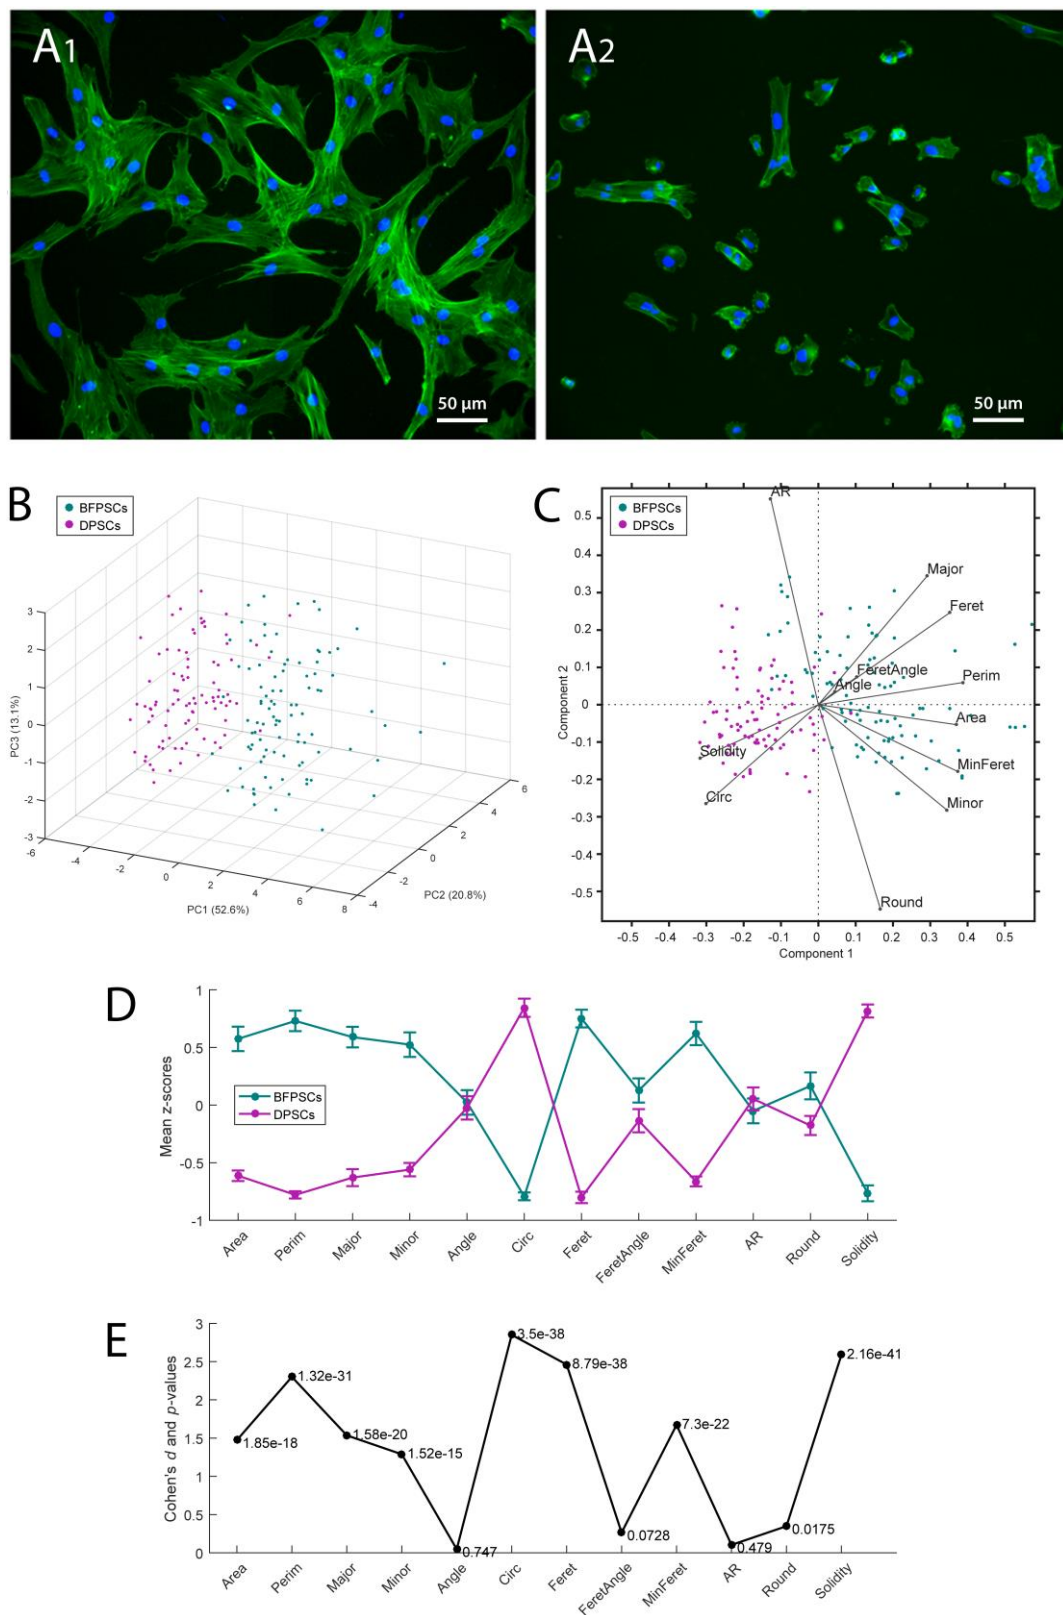 A1
A2
50 µm
50 µm
B
BFPSCs
DPSCs
3
2
1
0
-1
-2
-3
PC3 (13.1%)
-6
-4
-2
0
2
4
6
8
PC1 (52.6%)
-4
-2
0
2
4
6
PC2 (20.8%)
C
BFPSCs
DPSCs
AR
Major
Feret
FeretAngle
Angle
Perim
Area
MinFeret
Minor
Round
Solidity
Circ
0.5
0.4
0.3
0.2
0.1
0
-0.1
-0.2
-0.3
-0.4
-0.5
Component 2
-0.5 -0.4 -0.3 -0.2 -0.1 0 0.1 0.2 0.3 0.4 0.5
Component 1
D
1
0.5
0
-0.5
-1
Mean z-scores
BFPSCs
DPSCs
Area Perim Major Minor Angle Circ Feret FeretAngle MinFeret AR Round Solidity
E
3
2.5
2
1.5
1
0.5
0
Cohen's d and p-values
1.85e-18
1.32e-31
1.58e-20
1.52e-15
0.747
3.5e-38
8.79e-38
0.0728
7.3e-22
0.479
0.0175
2.16e-41
Area Perim Major Minor Angle Circ Feret FeretAngle MinFeret AR Round Solidity